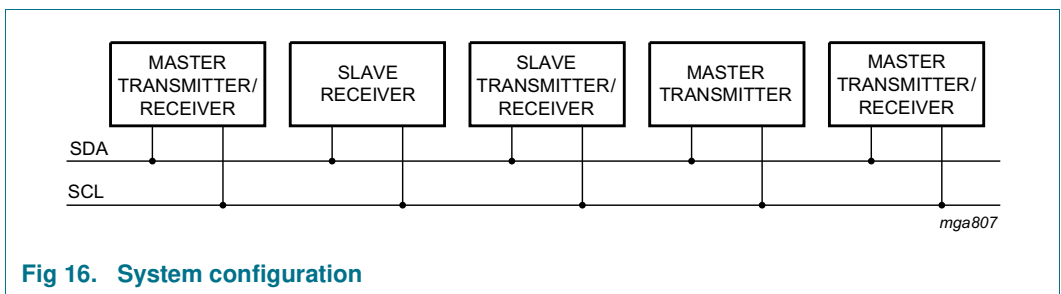 MASTER
TRANSMITTER/
RECEIVER
SLAVE
RECEIVER
SLAVE
TRANSMITTER/
RECEIVER
MASTER
TRANSMITTER
MASTER
TRANSMITTER/
RECEIVER
SDA
SCL
mga807
Fig 16. System configuration